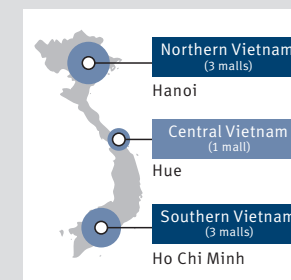 Northern Vietnam
(3 malls)
Hanoi
Central Vietnam
(1 mall)
Hue
Southern Vietnam
(3 malls)
Ho Chi Minh